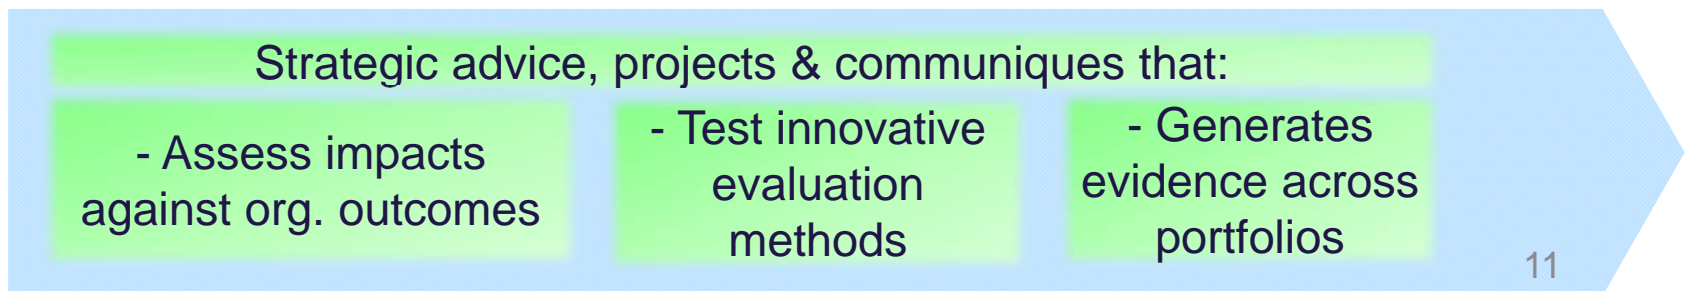 Strategic advice, projects & communiques that:
- Assess impacts
against org. outcomes
- Test innovative
evaluation
methods
- Generates
evidence across
portfolios
11